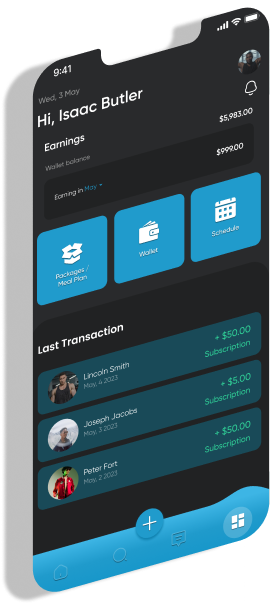 9:41
Wed, 3 May
Hi, Isaac Butler
Earnings
$5,983.00
Wallet balance
$999.00
Earning in May
Packages /
Meal Plan
Wallet
Schedule
Last Transaction
Lincoln Smith
May, 4 2023
+ $50.00
Subscription
Joseph Jacobs
May, 3 2023
+ $5.00
Subscription
Peter Fort
May, 2 2023
+ $50.00
Subscription